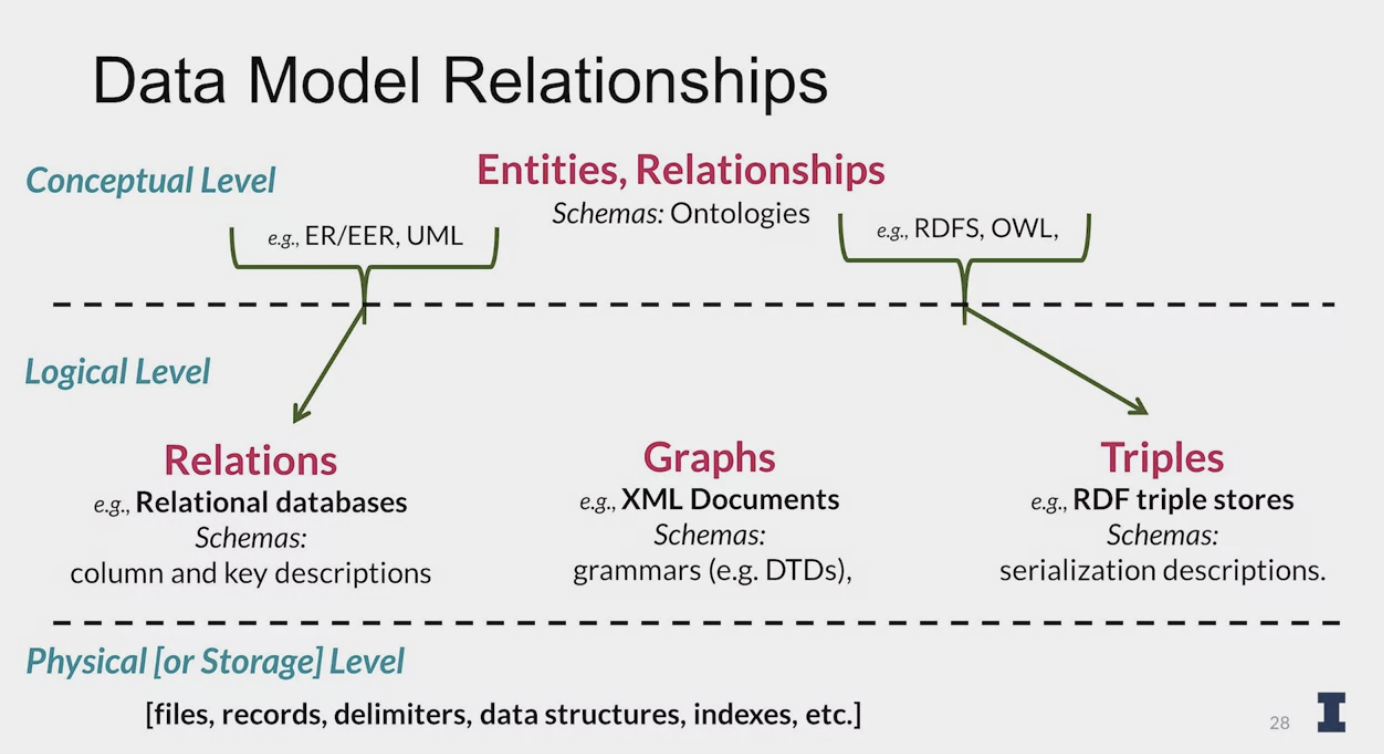 Data Model Relationships
Conceptual Level
Entities, Relationships
Schemas: Ontologies
e.g., ER/EER, UML
e.g., RDFS, OWL,
Logical Level
Relations
e.g., Relational databases
Schemas:
column and key descriptions
Graphs
e.g., XML Documents
Schemas:
grammars (e.g. DTDs),
Triples
e.g., RDF triple stores
Schemas:
serialization descriptions.
Physical [or Storage] Level
[files, records, delimiters, data structures, indexes, etc.]
28
I